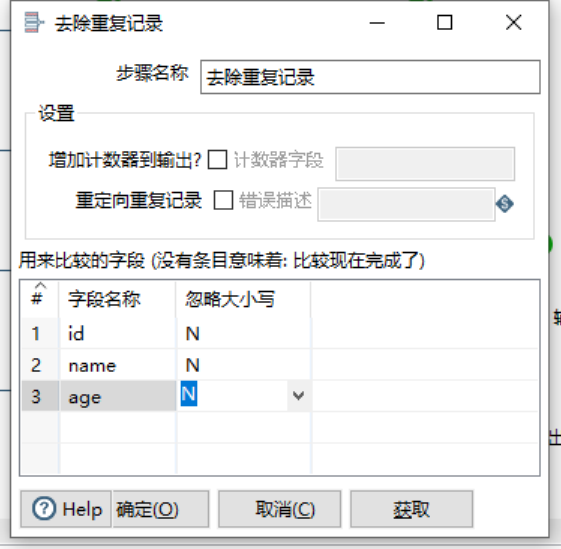 去除重复记录
步骤名称 去除重复记录
设置
增加计数器到输出? 计数器字段
重定向重复记录 错误描述
用来比较的字段 (没有条目意味着: 比较现在完成了)
# 字段名称 忽略大小写
1 id N
2 name N
3 age N
Help 确定(O) 取消(C) 获取
出